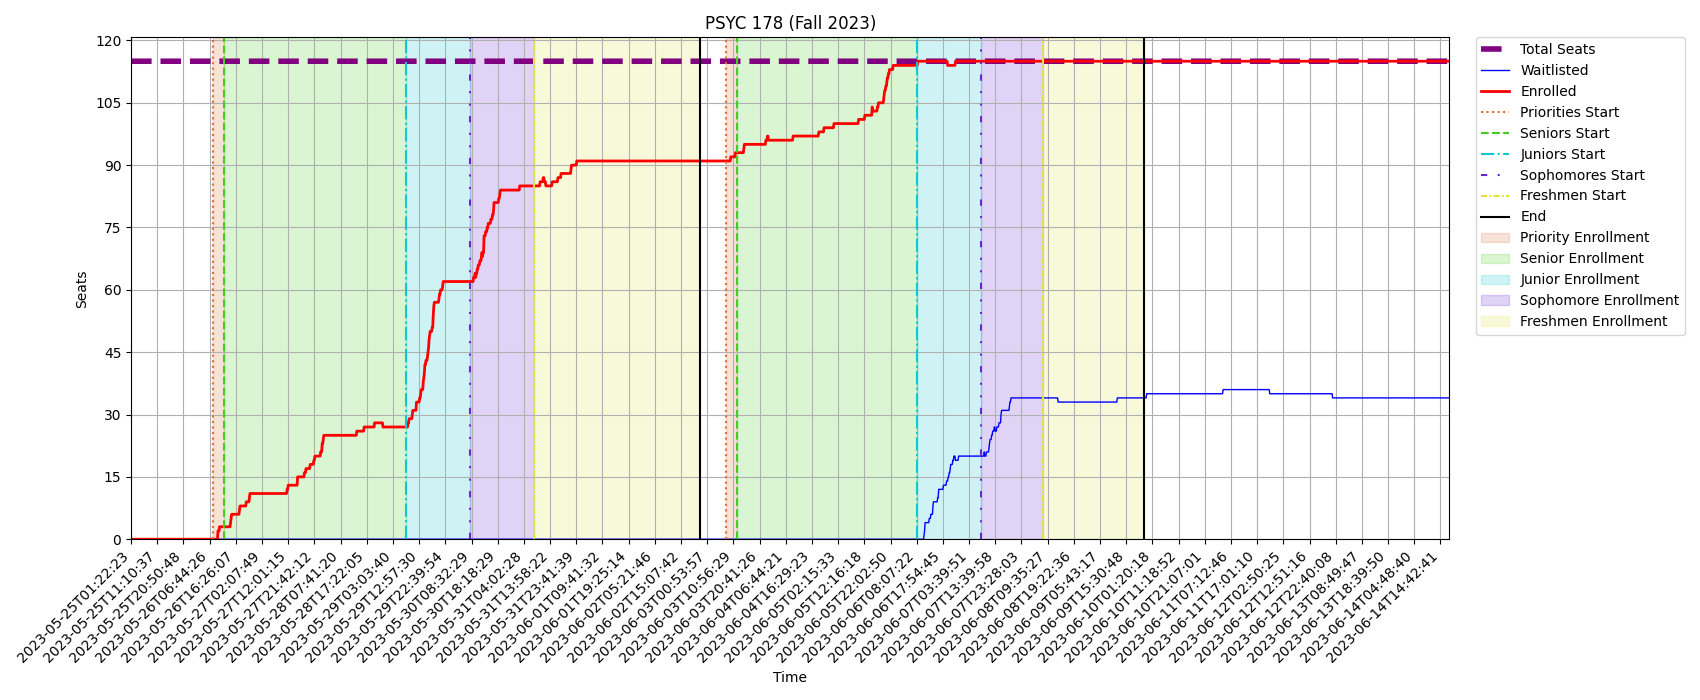 PSYC 178 (Fall 2023)
Seats
120
105
90
75
60
45
30
15
0
2023-05-25T01:22:23
2023-05-25T11:10:37
2023-05-25T20:50:48
2023-05-26T06:44:26
2023-05-26T16:26:07
2023-05-27T02:07:49
2023-05-27T12:01:15
2023-05-27T21:42:12
2023-05-28T07:41:20
2023-05-28T17:22:05
2023-05-29T03:03:40
2023-05-29T12:57:30
2023-05-29T22:39:54
2023-05-30T08:32:29
2023-05-30T18:18:29
2023-05-31T04:02:28
2023-05-31T13:58:22
2023-05-31T23:41:39
2023-06-01T09:41:32
2023-06-01T19:25:14
2023-06-02T05:21:46
2023-06-02T15:07:42
2023-06-03T00:53:57
2023-06-03T10:56:29
2023-06-03T20:41:26
2023-06-04T06:44:21
2023-06-04T16:29:23
2023-06-05T02:15:33
2023-06-05T12:16:18
2023-06-05T22:02:50
2023-06-06T08:07:22
2023-06-06T17:54:45
2023-06-07T03:39:51
2023-06-07T13:39:58
2023-06-07T23:28:03
2023-06-08T09:35:27
2023-06-08T19:22:36
2023-06-09T05:43:17
2023-06-09T15:30:48
2023-06-10T01:20:18
2023-06-10T11:18:52
2023-06-10T21:07:01
2023-06-11T07:12:46
2023-06-11T17:01:10
2023-06-12T02:50:25
2023-06-12T12:51:16
2023-06-12T22:40:08
2023-06-13T08:49:47
2023-06-13T18:39:50
2023-06-14T04:48:40
2023-06-14T14:42:41
Time
Total Seats
Waitlisted
Enrolled
Priorities Start
Seniors Start
Juniors Start
Sophomores Start
Freshmen Start
End
Priority Enrollment
Senior Enrollment
Junior Enrollment
Sophomore Enrollment
Freshmen Enrollment